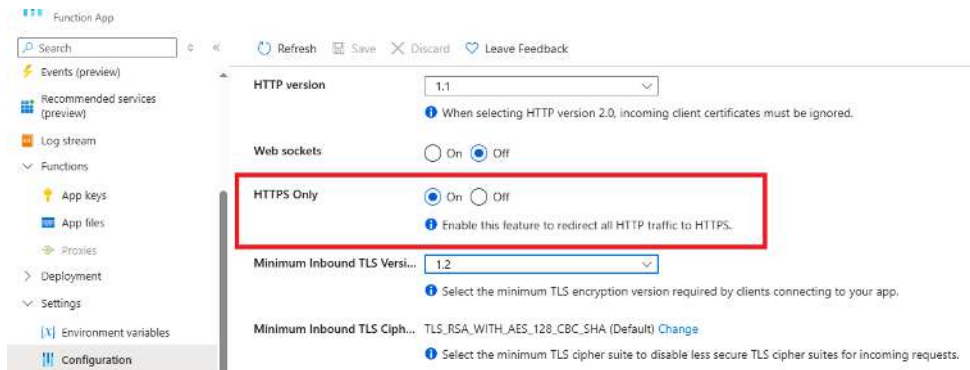 Function App
Search
Refresh Save Discard Leave Feedback
Events (preview)
Recommended services
(preview)
Log stream
Functions
App keys
App files
Proxies
Deployment
Settings
[X] Environment variables
Configuration
HTTP version
1.1
When selecting HTTP version 2.0, incoming client certificates must be ignored.
Web sockets
On Off
HTTPS Only
On Off
Enable this feature to redirect all HTTP traffic to HTTPS.
Minimum Inbound TLS Versi... 1.2
Select the minimum TLS encryption version required by clients connecting to your app.
Minimum Inbound TLS Ciph... TLS_RSA_WITH_AES_128_CBC_SHA (Default) Change
Select the minimum TLS cipher suite to disable less secure TLS cipher suites for incoming requests.